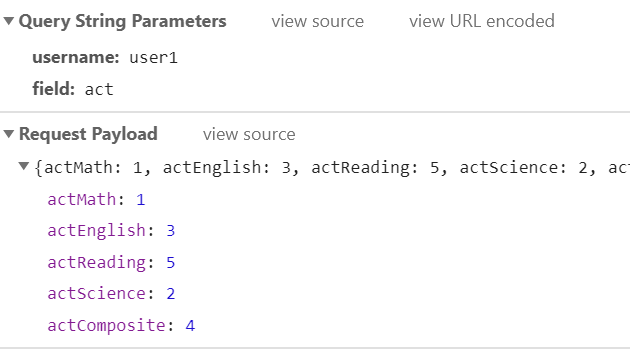 Query String Parameters view source view URL encoded
username: user1
field: act
Request Payload view source
{actMath: 1, actEnglish: 3, actReading: 5, actScience: 2, ac
actMath: 1
actEnglish: 3
actReading: 5
actScience: 2
actComposite: 4